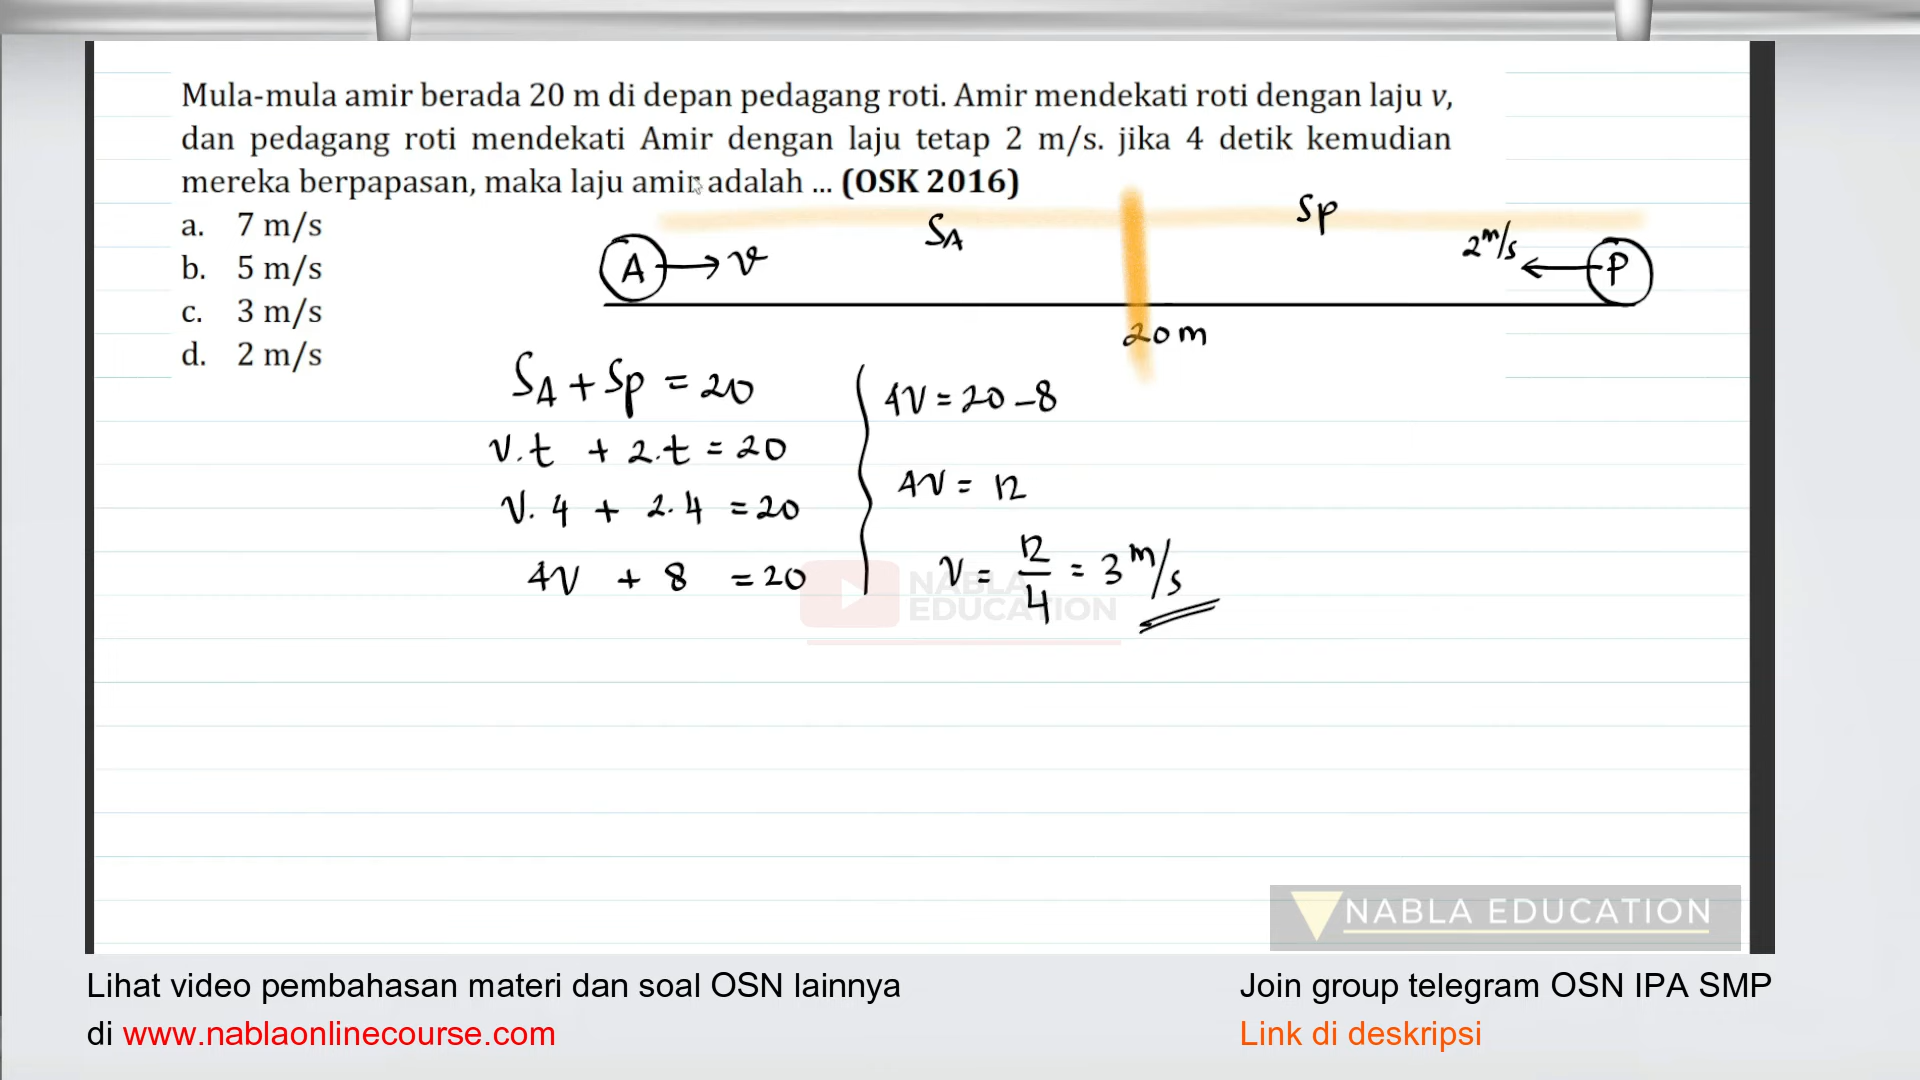 Mula-mula amir berada 20 m di depan pedagang roti. Amir mendekati roti dengan laju v,
dan pedagang roti mendekati Amir dengan laju tetap 2 m/s. jika 4 detik kemudian
mereka berpapasan, maka laju amir adalah ... (OSK 2016)
a. 7 m/s
b. 5 m/s
c. 3 m/s
d. 2 m/s
SA
Sp
A
v
2 m/s
P
20 m
SA + Sp = 20
v.t + 2.t = 20
v. 4 + 2. 4 = 20
4v + 8 = 20
4v = 20 - 8
4v = 12
v = 12/4 = 3 m/s
NABLA
EDUCATION
NABLA EDUCATION
Lihat video pembahasan materi dan soal OSN lainnya
di www.nablaonlinecourse.com
Join group telegram OSN IPA SMP
Link di deskripsi